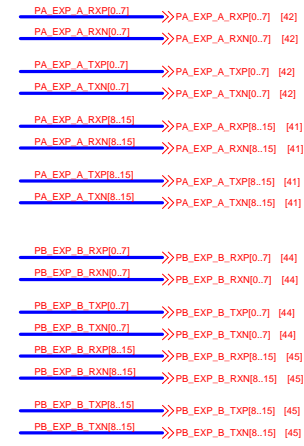 PA_EXP_A_RXP[0..7] PA_EXP_A_RXP[0..7] [42]
PA_EXP_A_RXN[0..7] PA_EXP_A_RXN[0..7] [42]
PA_EXP_A_TXP[0..7] PA_EXP_A_TXP[0..7] [42]
PA_EXP_A_TXN[0..7] PA_EXP_A_TXN[0..7] [42]
PA_EXP_A_RXP[8..15] PA_EXP_A_RXP[8..15] [41]
PA_EXP_A_RXN[8..15] PA_EXP_A_RXN[8..15] [41]
PA_EXP_A_TXP[8..15] PA_EXP_A_TXP[8..15] [41]
PA_EXP_A_TXN[8..15] PA_EXP_A_TXN[8..15] [41]
PB_EXP_B_RXP[0..7] PB_EXP_B_RXP[0..7] [44]
PB_EXP_B_RXN[0..7] PB_EXP_B_RXN[0..7] [44]
PB_EXP_B_TXP[0..7] PB_EXP_B_TXP[0..7] [44]
PB_EXP_B_TXN[0..7] PB_EXP_B_TXN[0..7] [44]
PB_EXP_B_RXP[8..15] PB_EXP_B_RXP[8..15] [45]
PB_EXP_B_RXN[8..15] PB_EXP_B_RXN[8..15] [45]
PB_EXP_B_TXP[8..15] PB_EXP_B_TXP[8..15] [45]
PB_EXP_B_TXN[8..15] PB_EXP_B_TXN[8..15] [45]